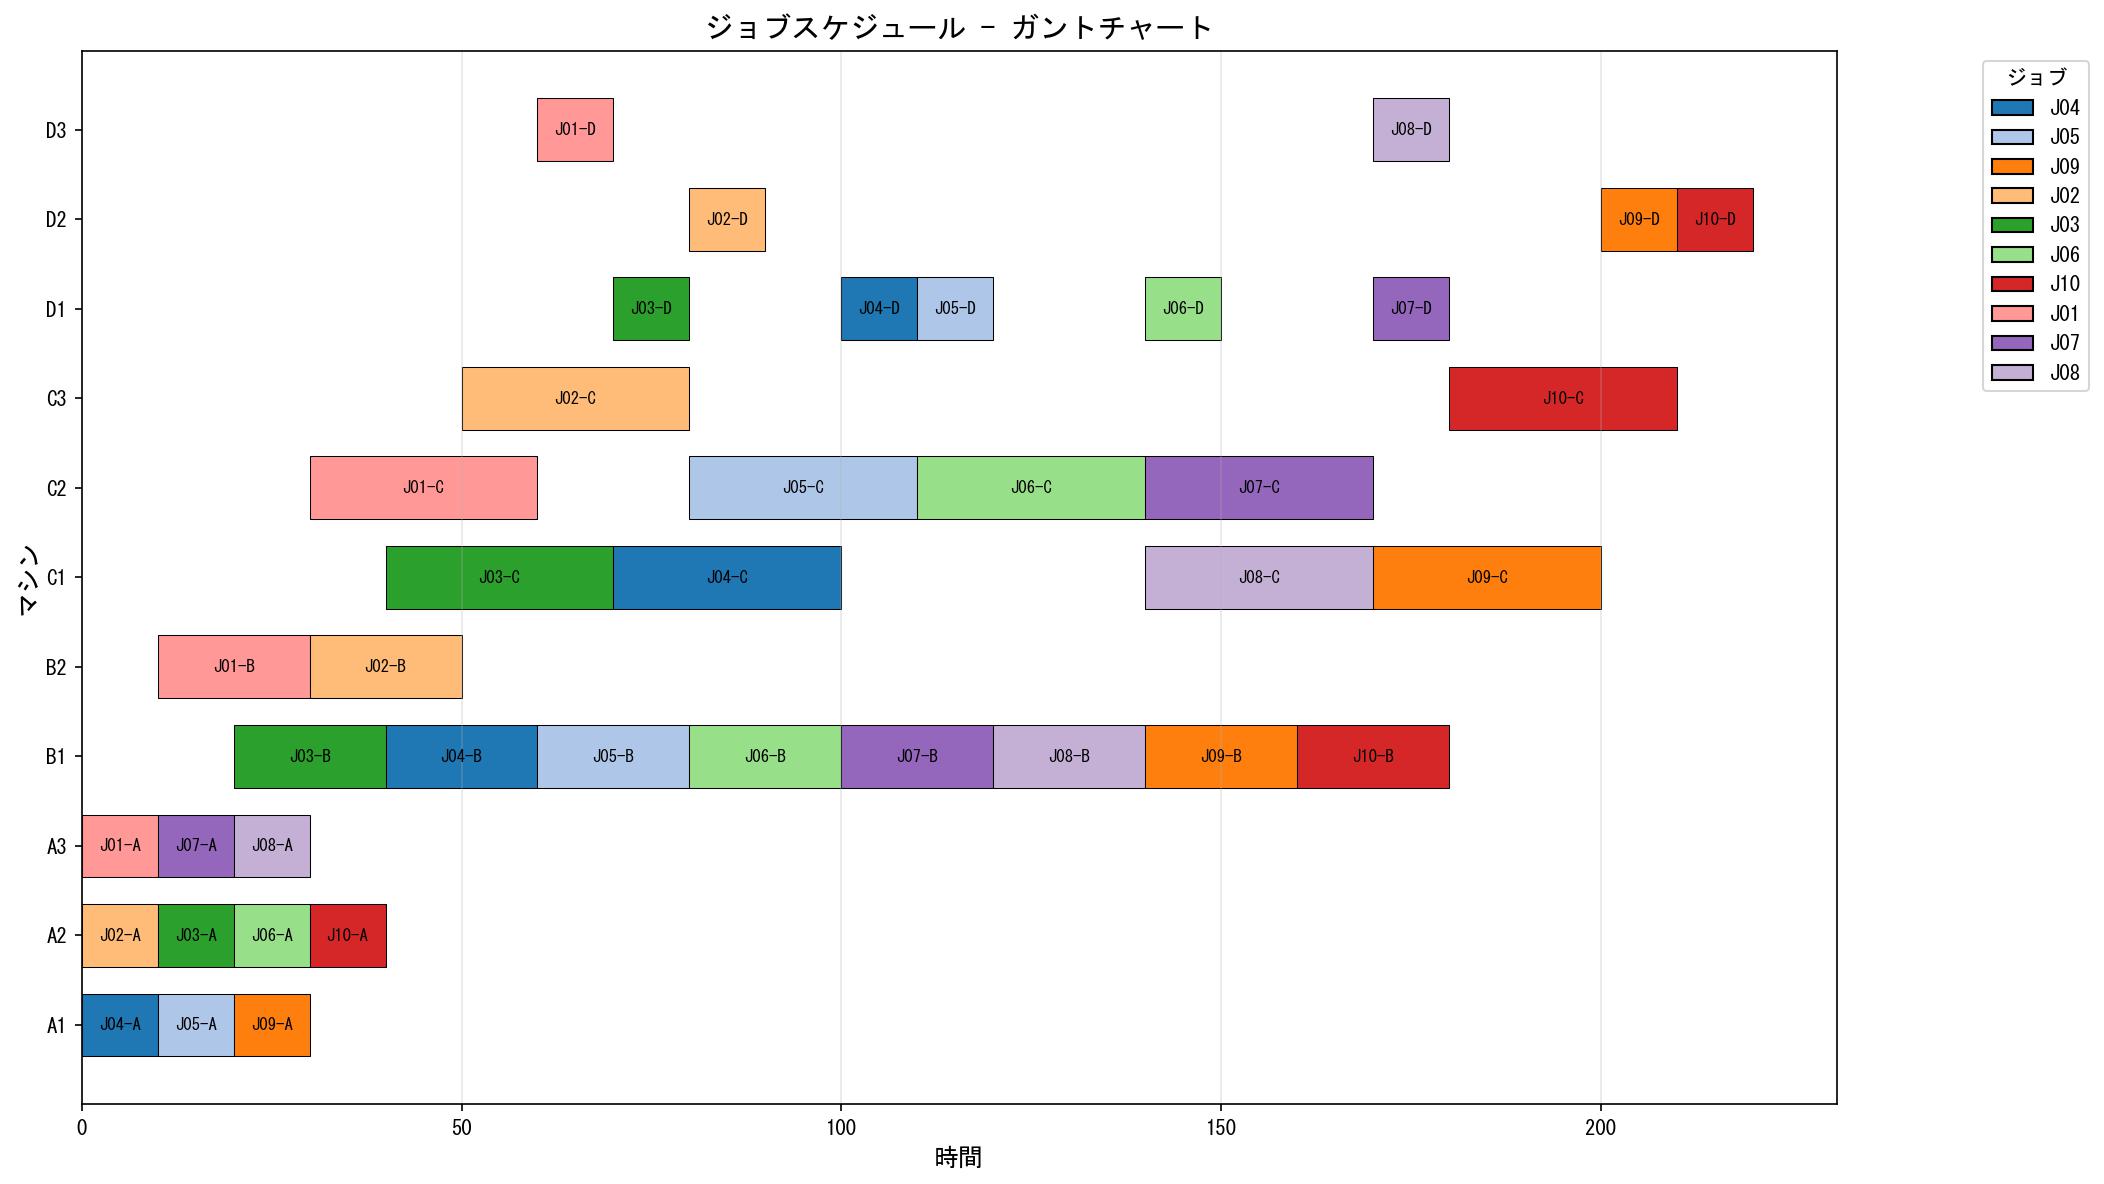 ジョブスケジュール - ガントチャート
ジョブ
J04
J05
J09
J02
J03
J06
J10
J01
J07
J08
マシン
D3 J01-D J08-D
D2 J02-D J09-D J10-D
D1 J03-D J04-D J05-D J06-D J07-D
C3 J02-C J10-C
C2 J01-C J05-C J06-C J07-C
C1 J03-C J04-C J08-C J09-C
B2 J01-B J02-B
B1 J03-B J04-B J05-B J06-B J07-B J08-B J09-B J10-B
A3 J01-A J07-A J08-A
A2 J02-A J03-A J06-A J10-A
A1 J04-A J05-A J09-A
0 50 100 150 200
時間